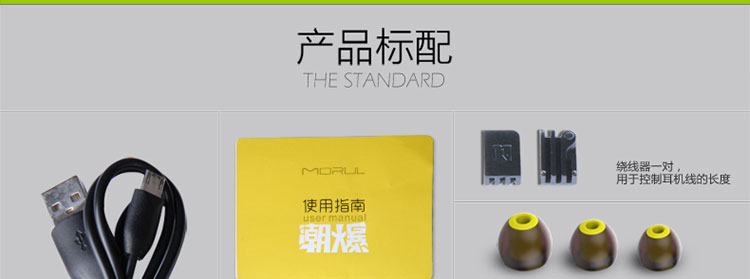 产品标配
THE STANDARD
MORUL
使用指南
user manual
潮爆
绕线器一对，
用于控制耳机线的长度